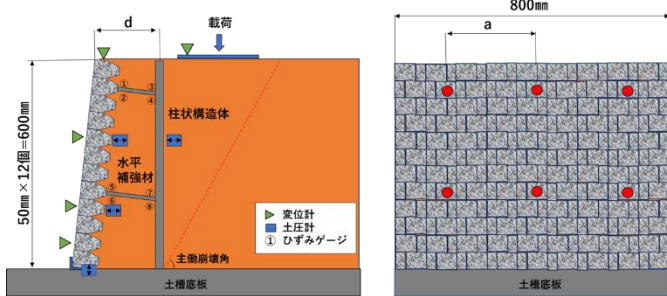 d
載荷
①
②
③
④
柱状構造体
水平
補強材
⑤
⑥
⑦
⑧
50㎜×12個=600㎜
変位計
土圧計
① ひずみゲージ
主働崩壊角
土槽底板
800㎜
a
土槽底板